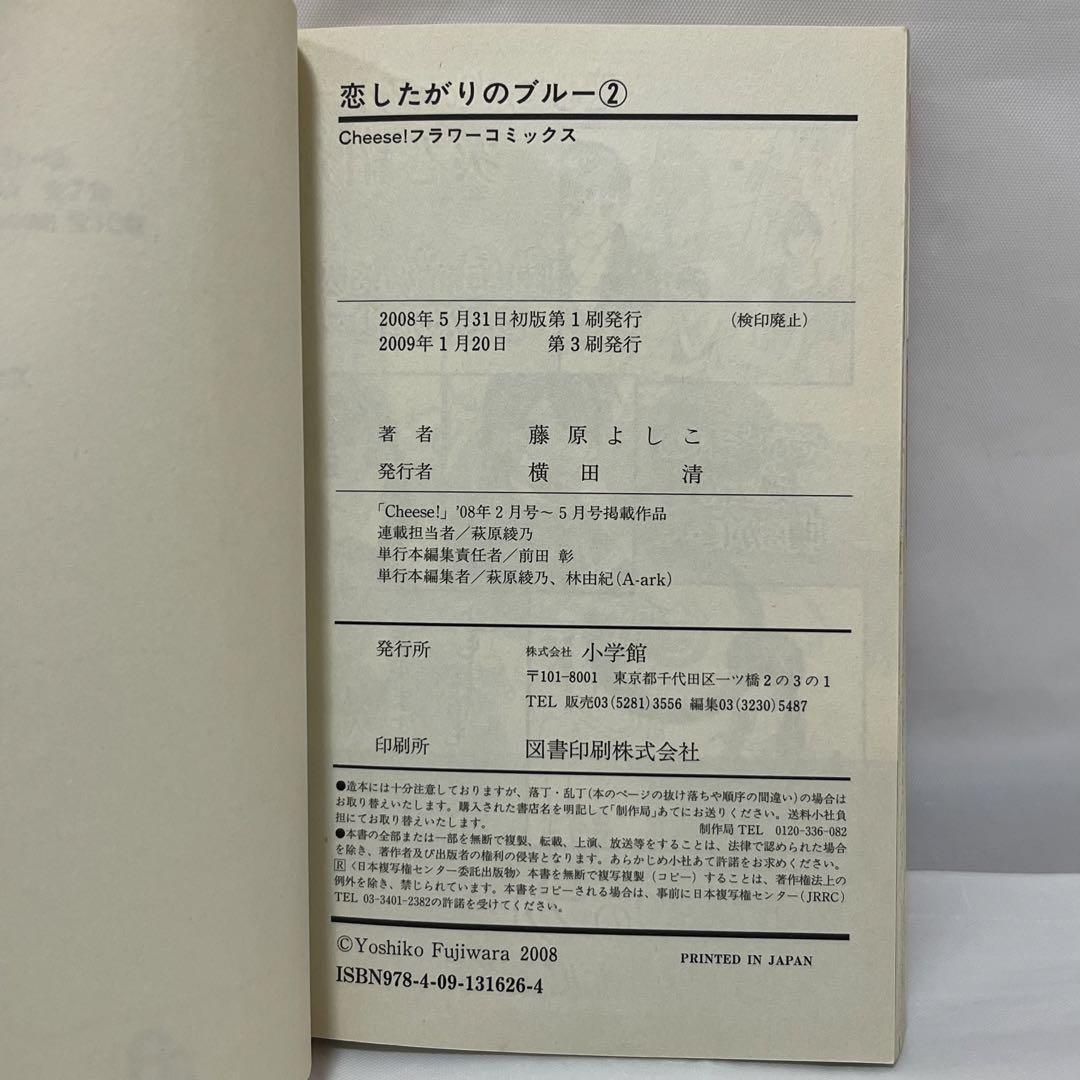 恋したがりのブルー②
Cheese!フラワーコミックス
2008年5月31日初版第1刷発行 (検印廃止)
2009年1月20日 第3刷発行
著者 藤原よしこ
発行者 横田 清
「Cheese!」'08年2月号〜5月号掲載作品
連載担当者/萩原綾乃
単行本編集責任者/前田 彰
単行本編集者/萩原綾乃、林由紀(A-ark)
発行所 株式会社 小学館
〒101-8001 東京都千代田区一ツ橋2の3の1
TEL 販売03(5281)3556 編集03(3230)5487
印刷所 図書印刷株式会社
●造本には十分注意しておりますが、落丁・乱丁(本のページの抜け落ちや順序の間違い)の場合は
お取り替えいたします。購入された書店名を明記して「制作局」あてにお送りください。送料小社負
担にてお取り替えいたします。 制作局TEL 0120-336-082
●本書の全部または一部を無断で複製、転載、上演、放送等をすることは、法律で認められた場合
を除き、著作者及び出版者の権利の侵害となります。あらかじめ小社あて許諾をお求めください。
R〈日本複写権センター委託出版物〉本書を無断で複写複製(コピー)することは、著作権法上の
例外を除き、禁じられています。本書をコピーされる場合は、事前に日本複写権センター(JRRC)
TEL 03-3401-2382の許諾を受けてください。
©Yoshiko Fujiwara 2008
PRINTED IN JAPAN
ISBN978-4-09-131626-4